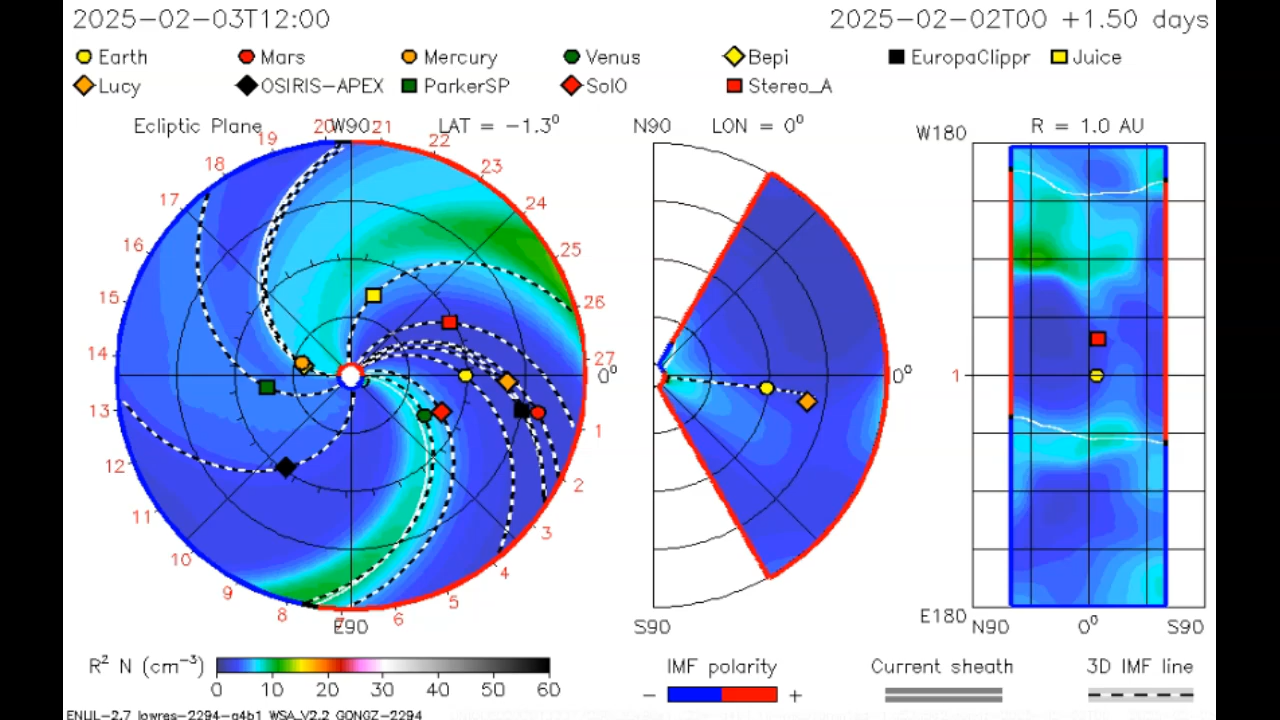 2025-02-03T12:00
2025-02-02T00 +1.50 days
Earth Mars Mercury Venus Bepi EuropaClippr Juice
Lucy OSIRIS-APEX ParkerSP SolO Stereo_A
Ecliptic Plane W90 LAT = -1.3°
N90 LON = 0°
W180 R = 1.0 AU
20 21
19 22
18 23
17 24
16 25
15 26
14 27
0° 0° 1
13 1
12 2
11 3
10 4
9 5
8 7 6
E90 S90 E180 N90 0° S90
R² N (cm⁻³)
0 10 20 30 40 50 60
IMF polarity
- +
Current sheath
3D IMF line
ENLIL-2.7 lowres-2294-a4b1 WSA_V2.2 GONGZ-2294